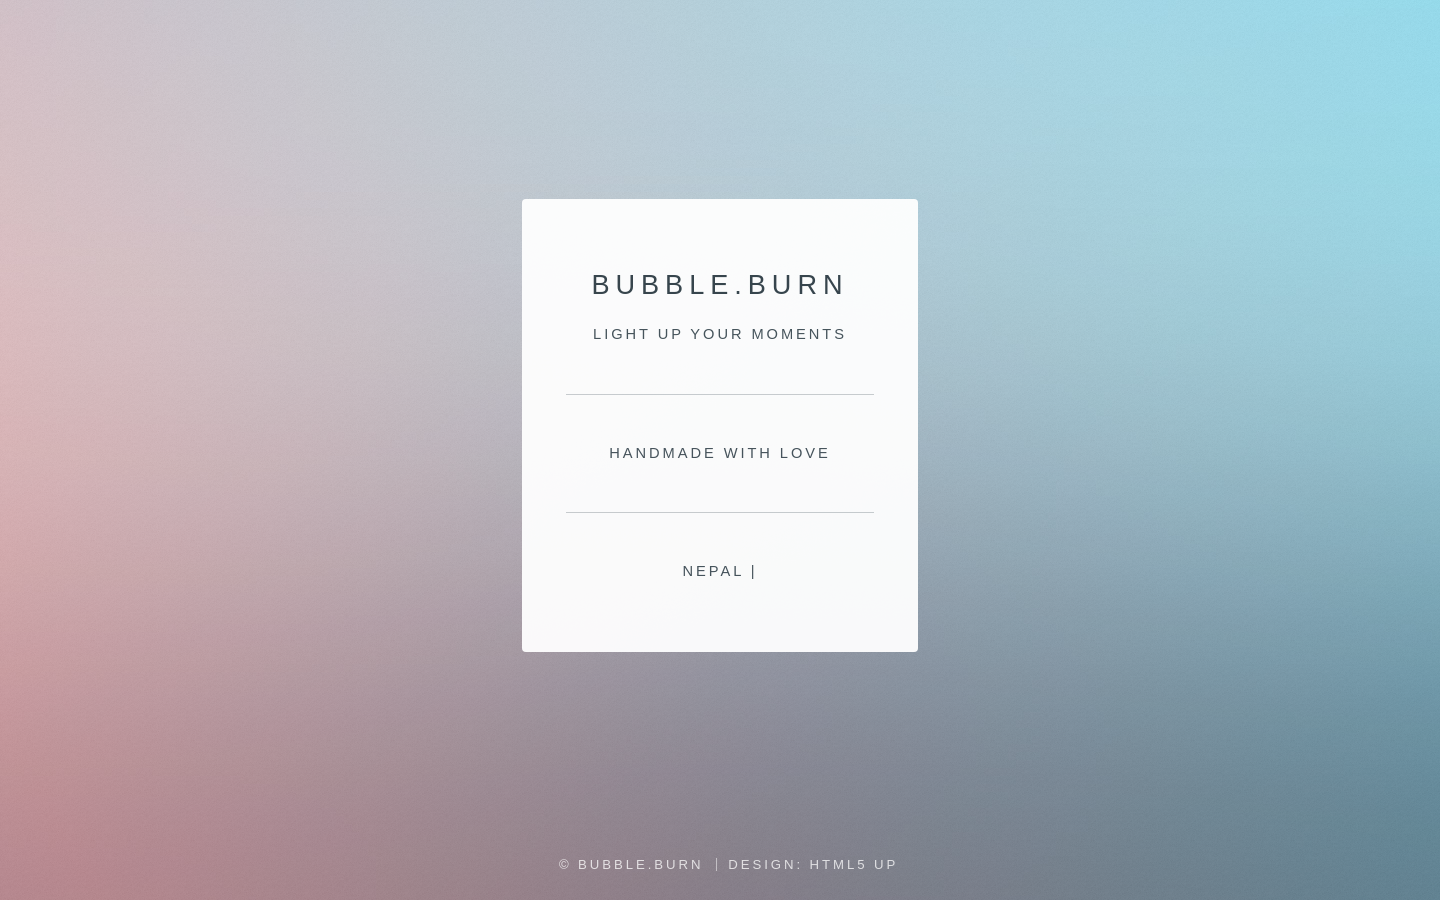 BUBBLE.BURN
LIGHT UP YOUR MOMENTS
HANDMADE WITH LOVE
NEPAL |
© BUBBLE.BURN | DESIGN: HTML5 UP